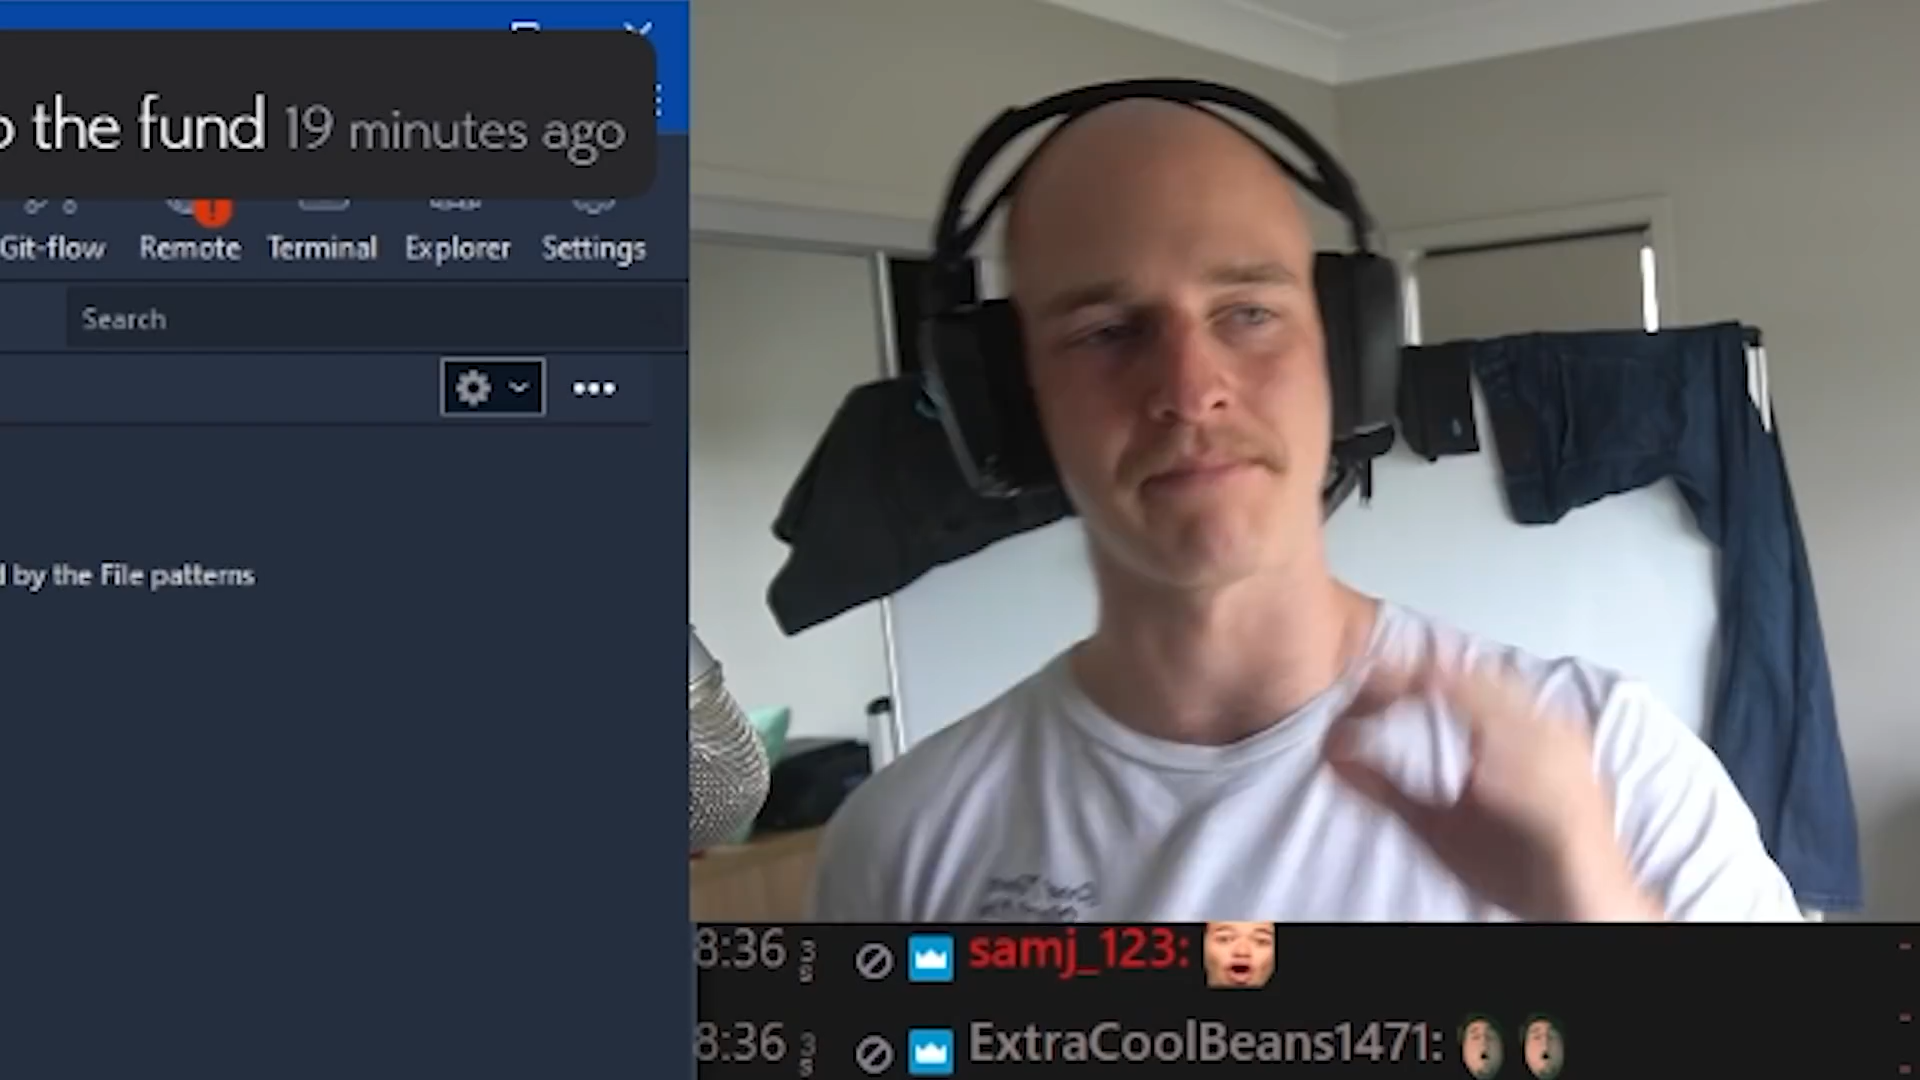 the fund 19 minutes ago
Git-flow Remote Terminal Explorer Settings
Search
by the File patterns
8:36 samj_123:
8:36 ExtraCoolBeans1471: